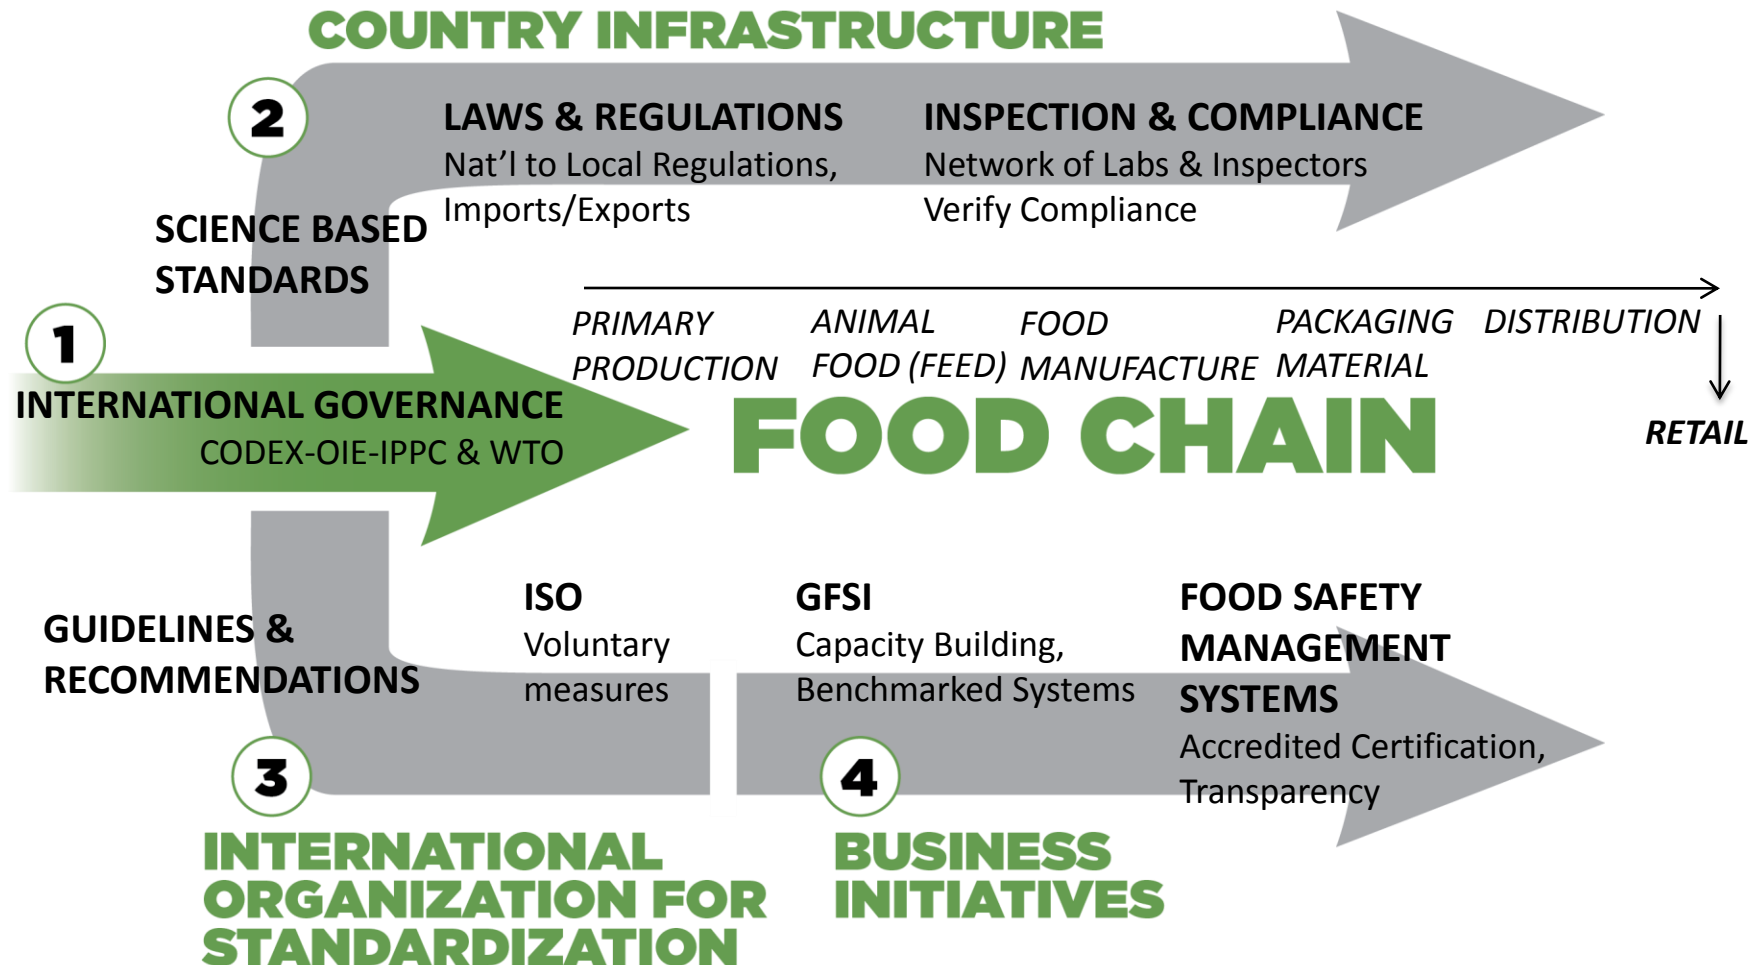 COUNTRY INFRASTRUCTURE
2
LAWS & REGULATIONS
Nat'l to Local Regulations,
Imports/Exports
INSPECTION & COMPLIANCE
Network of Labs & Inspectors
Verify Compliance
SCIENCE BASED
STANDARDS
1
INTERNATIONAL GOVERNANCE
CODEX-OIE-IPPC & WTO
PRIMARY
PRODUCTION
ANIMAL
FOOD (FEED)
FOOD
MANUFACTURE
PACKAGING
MATERIAL
DISTRIBUTION
RETAIL
FOOD CHAIN
GUIDELINES &
RECOMMENDATIONS
ISO
Voluntary
measures
GFSI
Capacity Building,
Benchmarked Systems
FOOD SAFETY
MANAGEMENT
SYSTEMS
Accredited Certification,
Transparency
3
INTERNATIONAL
ORGANIZATION FOR
STANDARDIZATION
4
BUSINESS
INITIATIVES